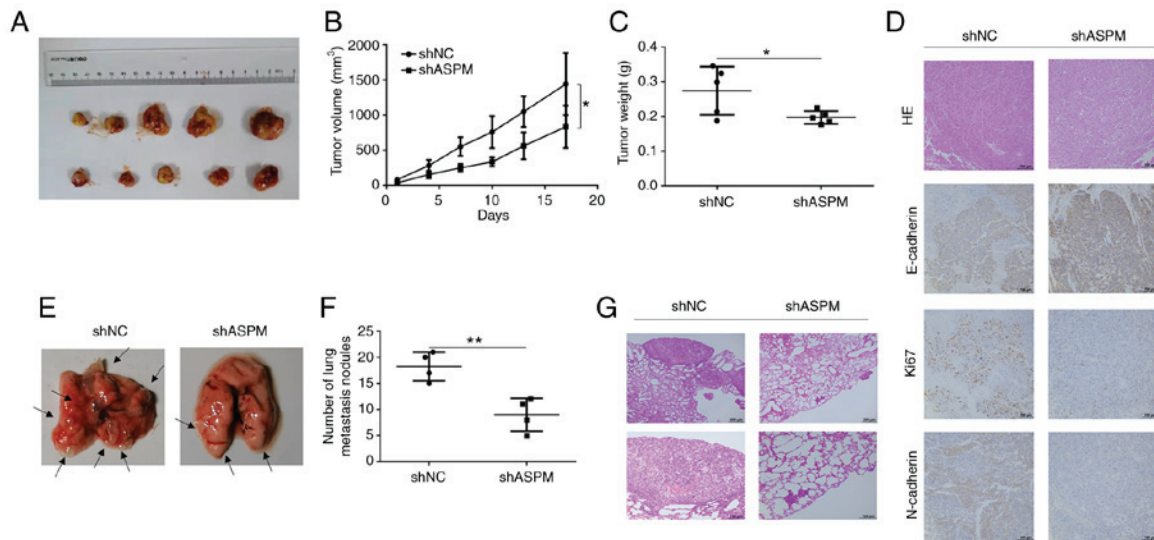 A
B
Tumor volume (mm³)
2000
1500
1000
500
0
shNC
shASPM
*
0
5
10
15
20
Days
C
Tumor weight (g)
0.4
0.3
0.2
0.1
0.0
*
shNC
shASPM
D
shNC
shASPM
HE
E-cadherin
Ki67
N-cadherin
E
shNC
shASPM
F
Number of lung
metastasis nodules
25
20
15
10
5
0
**
shNC
shASPM
G
shNC
shASPM